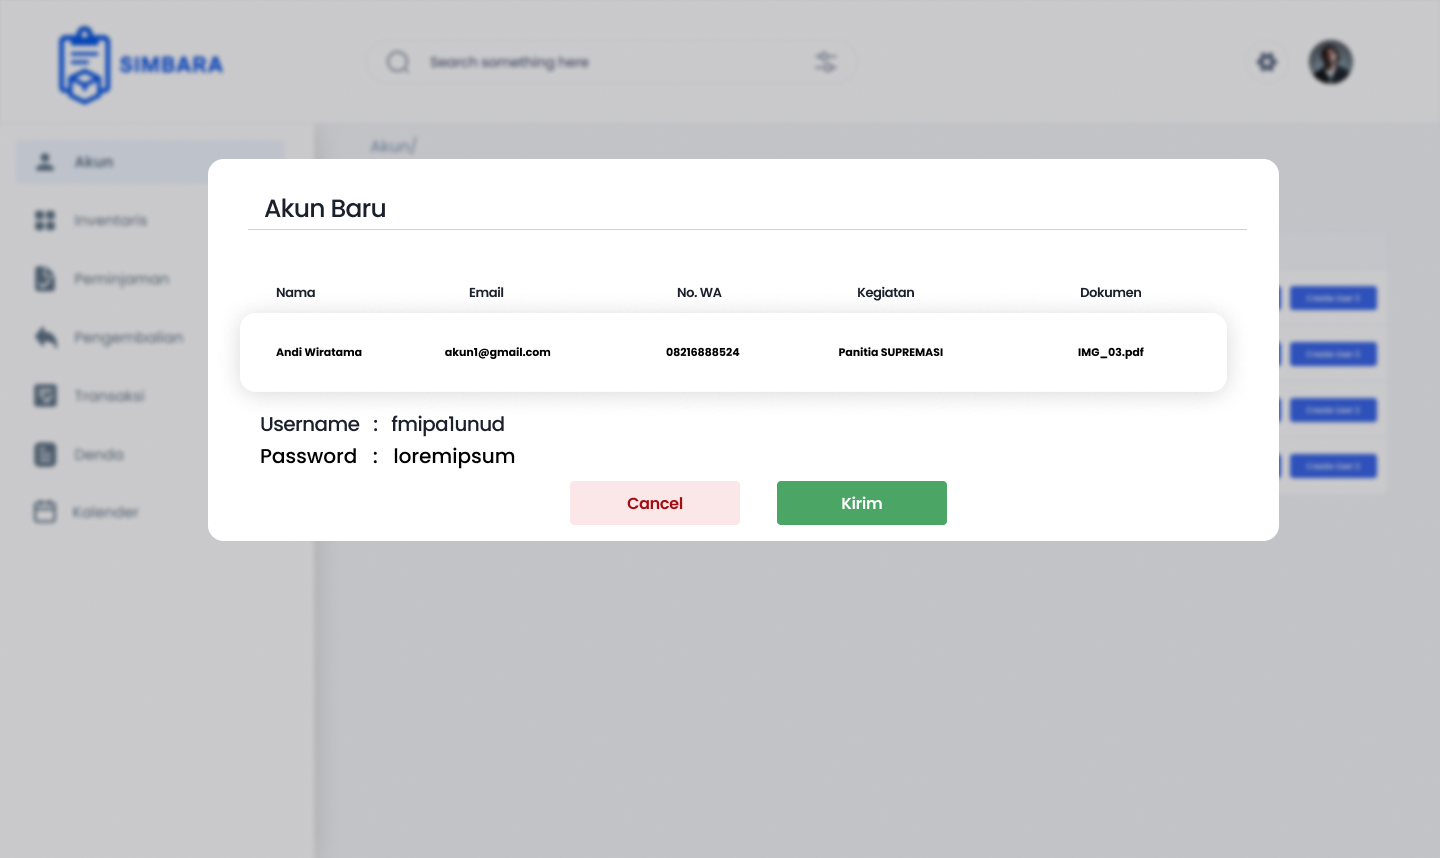 SIMBARA
Search something here
Akun/
Akun
Inventaris
Peminjaman
Pengembalian
Transaksi
Denda
Kalender
Akun Baru
Nama Email No. WA Kegiatan Dokumen
Andi Wiratama akun1@gmail.com 08216888524 Panitia SUPREMASI IMG_03.pdf
Username : fmipa1unud
Password : loremipsum
Cancel Kirim